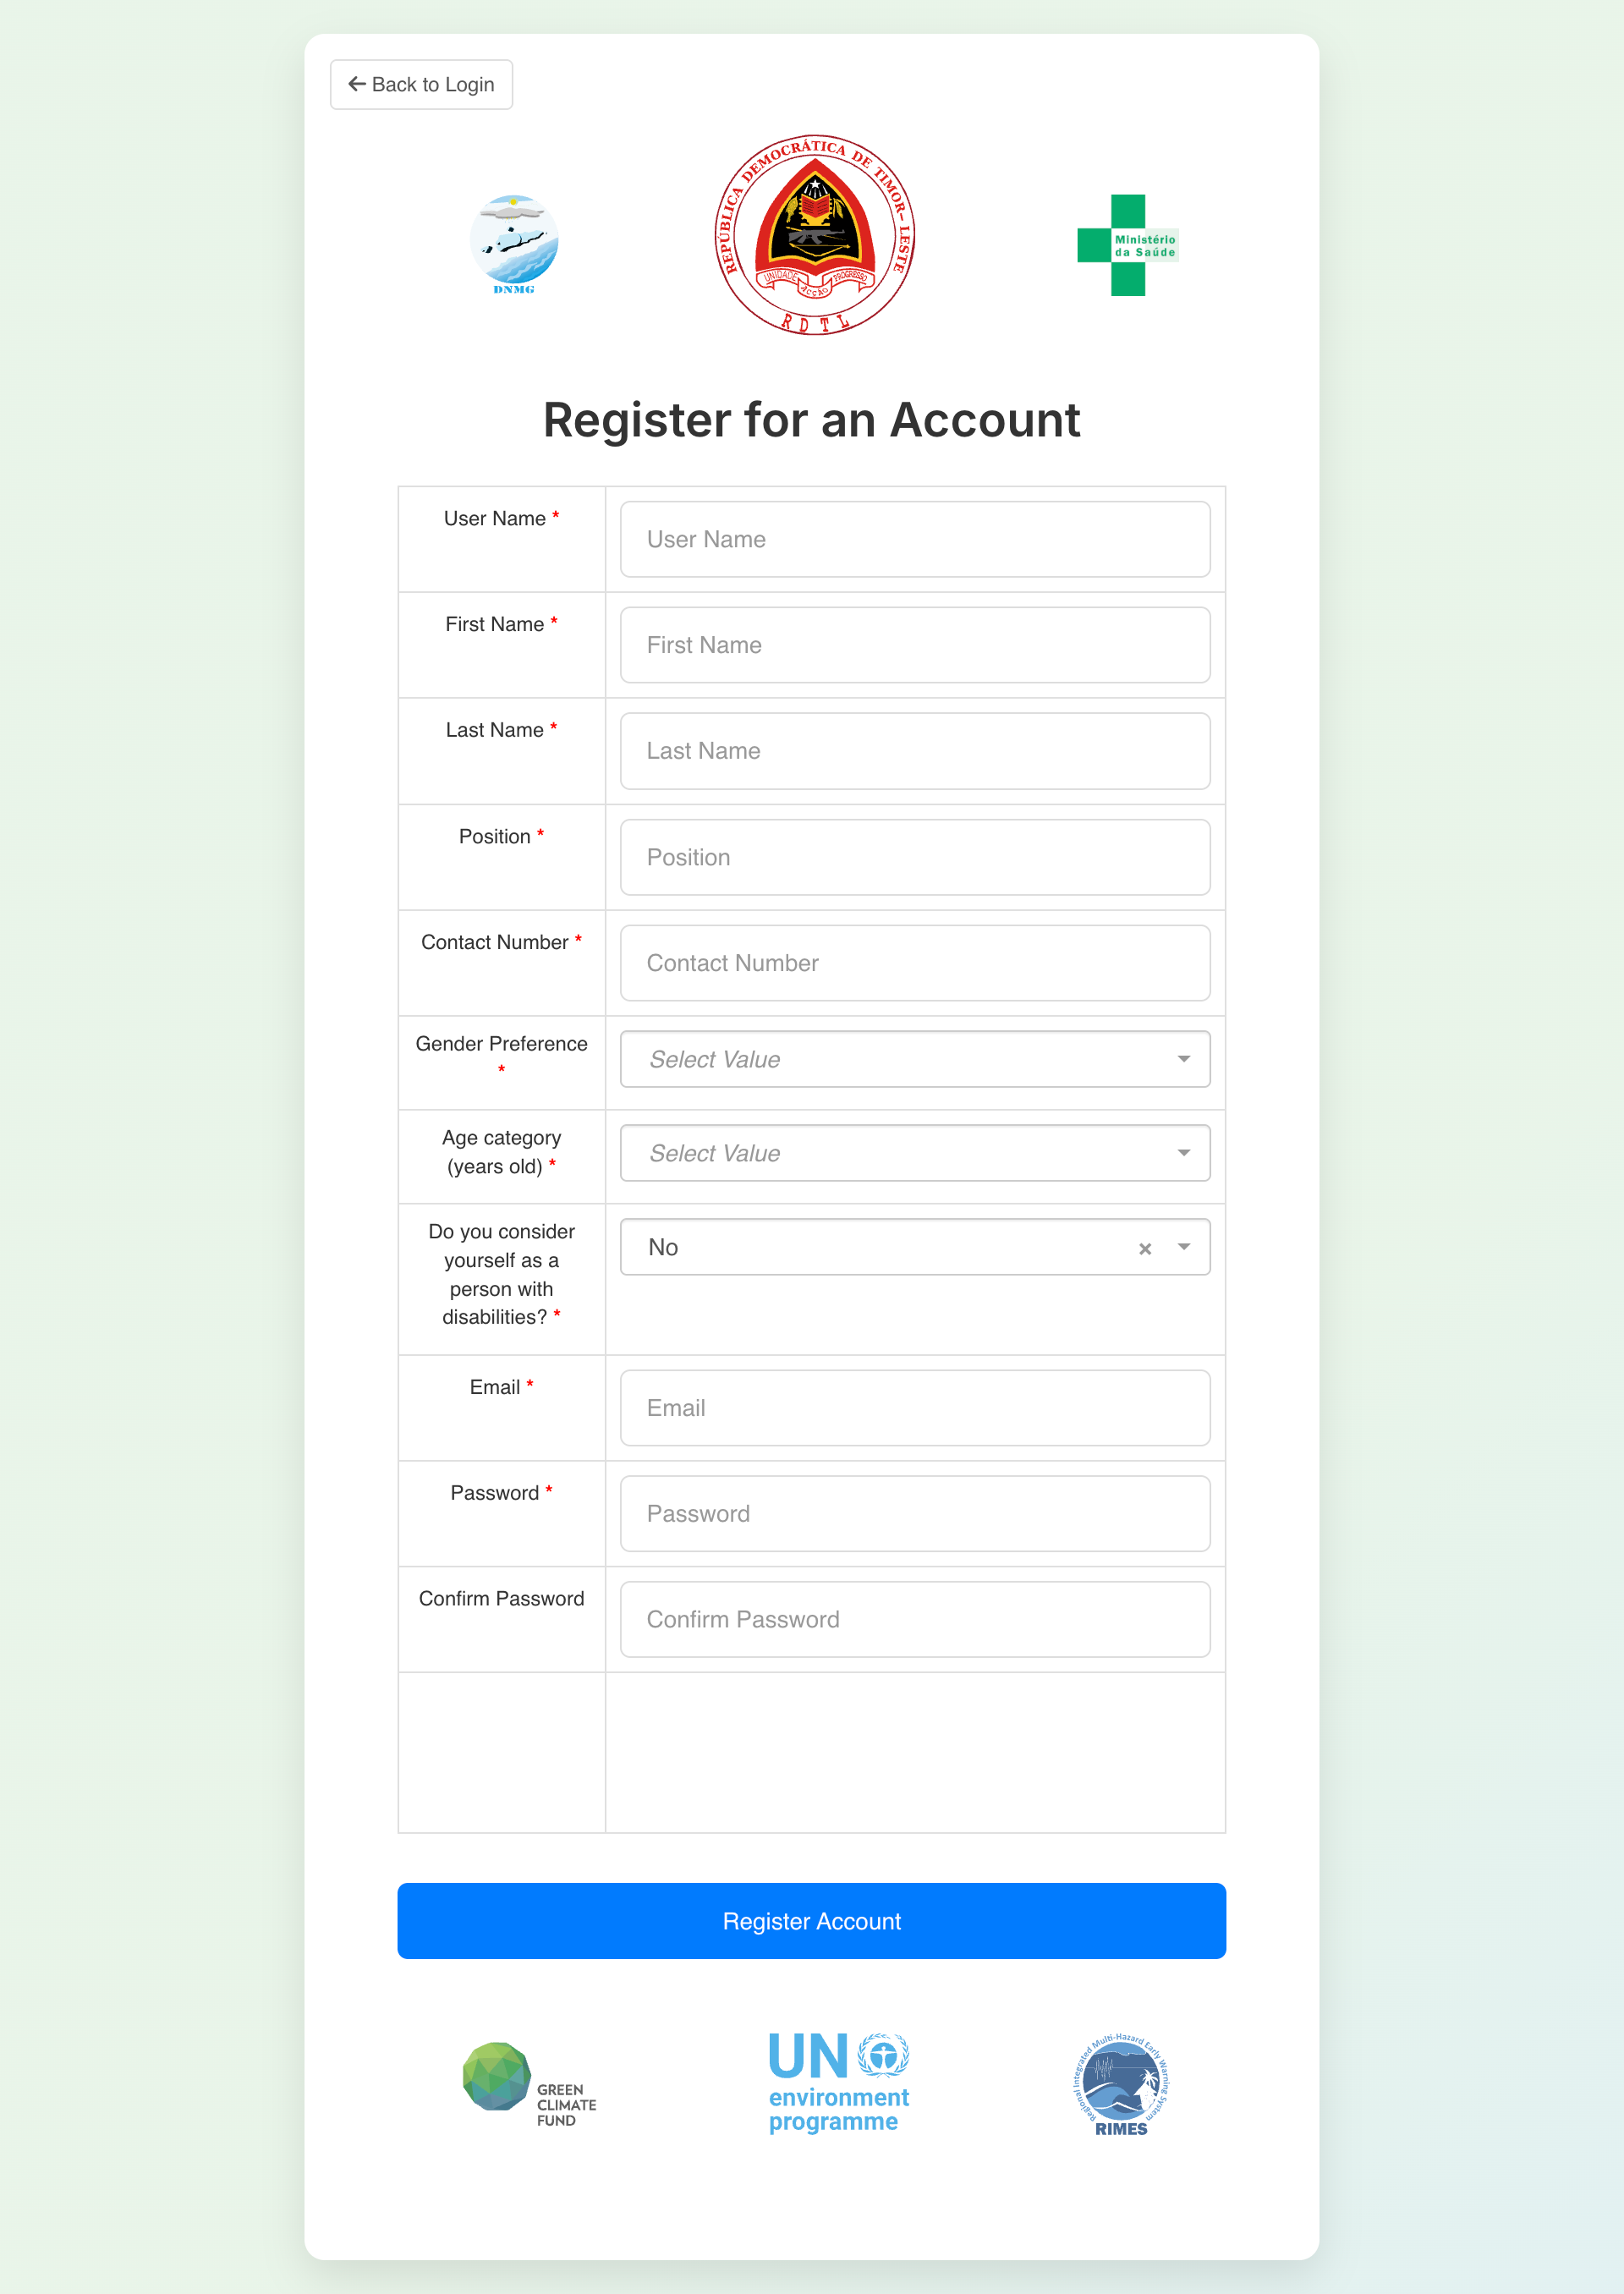 Back to Login
REPÚBLICA DEMOCRÁTICA DE TIMOR-LESTE
UNIDADE ACÇÃO PROGRESSO
RDTL
DNMG
Ministério
da Saúde
Register for an Account
User Name *
User Name
First Name *
First Name
Last Name *
Last Name
Position *
Position
Contact Number *
Contact Number
Gender Preference
*
Select Value
Age category
(years old) *
Select Value
Do you consider
yourself as a
person with
disabilities? *
No
Email *
Email
Password *
Password
Confirm Password
Confirm Password
Register Account
GREEN
CLIMATE
FUND
UN
environment
programme
Regional Integrated Multi-Hazard Early Warning System
RIMES